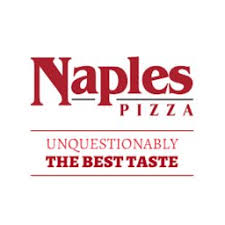 Naples
PIZZA
UNQUESTIONABLY
THE BEST TASTE